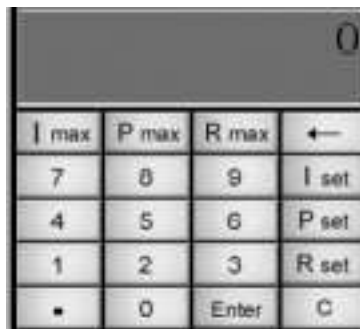 0
I max P max R max ←
7 8 9 I set
4 5 6 P set
1 2 3 R set
. 0 Enter C